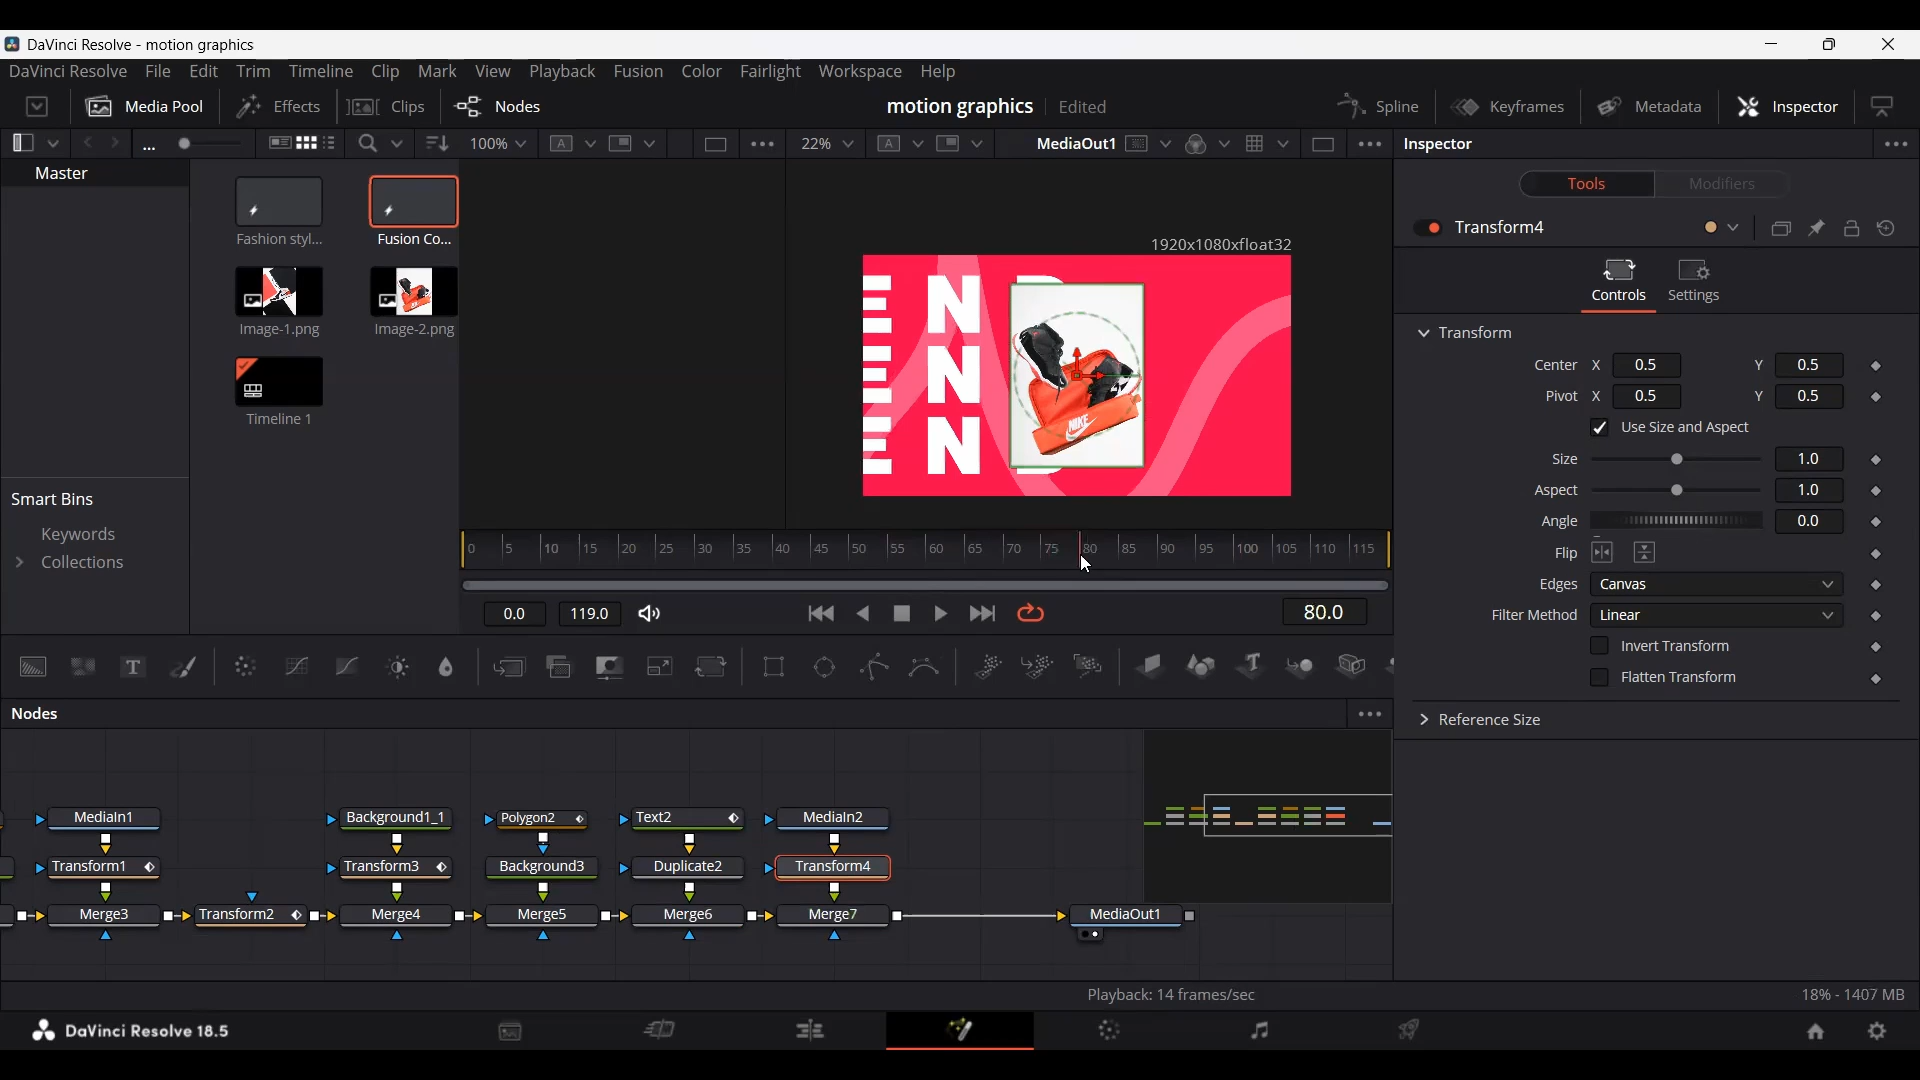 DaVinci Resolve - motion graphics
DaVinci Resolve File Edit Trim Timeline Clip Mark View Playback Fusion Color Fairlight Workspace Help
Media Pool Effects Clips Nodes motion graphics Edited Spline Keyframes Metadata Inspector
... 100% A 22% A MediaOut1 Inspector
Master
Tools Modifiers
Fashion styl... Fusion Co...
Transform4
1920x1080xfloat32
Controls Settings
Image-1.png Image-2.png
E N D
E N
E N
NIKE
Timeline 1
Transform
Center X 0.5 Y 0.5
Pivot X 0.5 Y 0.5
Use Size and Aspect
Size 1.0
Aspect 1.0
Angle 0.0
Flip
Edges Canvas
Filter Method Linear
Invert Transform
Flatten Transform
Reference Size
Smart Bins
Keywords
Collections
0 5 10 15 20 25 30 35 40 45 50 55 60 65 70 75 80 85 90 95 100 105 110 115
0.0 119.0 80.0
T T
Nodes
MediaIn1 Background1_1 Polygon2 Text2 MediaIn2
Transform1 Transform3 Background3 Duplicate2 Transform4
Merge3 Transform2 Merge4 Merge5 Merge6 Merge7 MediaOut1
Playback: 14 frames/sec 18% - 1407 MB
DaVinci Resolve 18.5